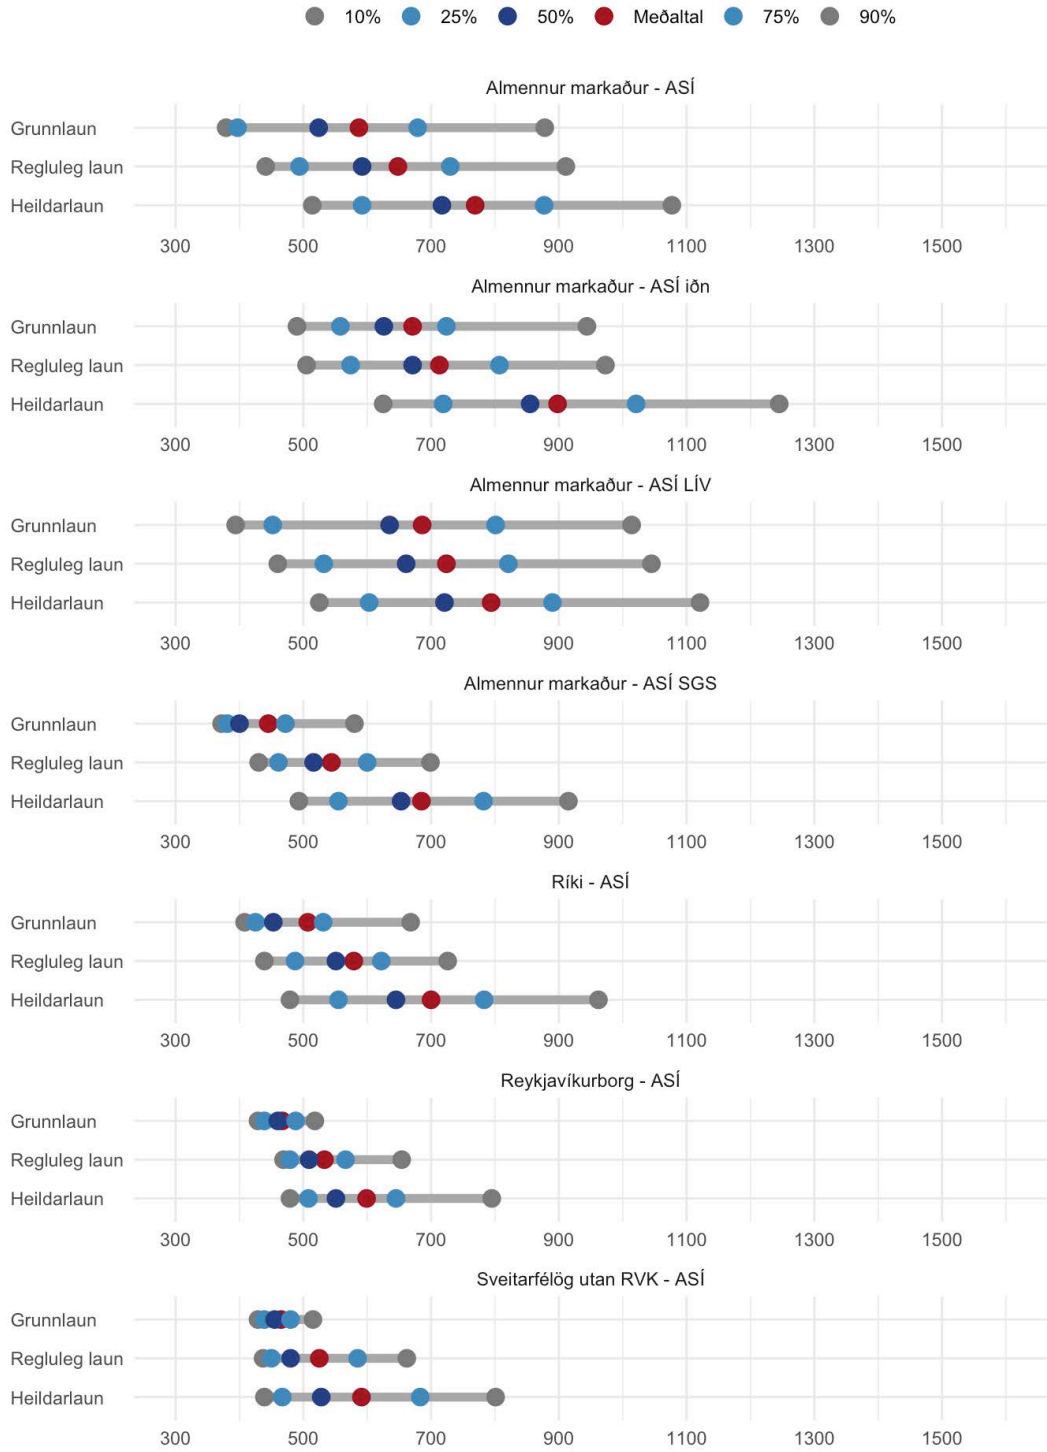 10% 25% 50% Meðaltal 75% 90%
Almennur markaður - ASÍ
Grunnlaun
Regluleg laun
Heildarlaun
300 500 700 900 1100 1300 1500
Almennur markaður - ASÍ iðn
Grunnlaun
Regluleg laun
Heildarlaun
300 500 700 900 1100 1300 1500
Almennur markaður - ASÍ LÍV
Grunnlaun
Regluleg laun
Heildarlaun
300 500 700 900 1100 1300 1500
Almennur markaður - ASÍ SGS
Grunnlaun
Regluleg laun
Heildarlaun
300 500 700 900 1100 1300 1500
Ríki - ASÍ
Grunnlaun
Regluleg laun
Heildarlaun
300 500 700 900 1100 1300 1500
Reykjavíkurborg - ASÍ
Grunnlaun
Regluleg laun
Heildarlaun
300 500 700 900 1100 1300 1500
Sveitarfélög utan RVK - ASÍ
Grunnlaun
Regluleg laun
Heildarlaun
300 500 700 900 1100 1300 1500